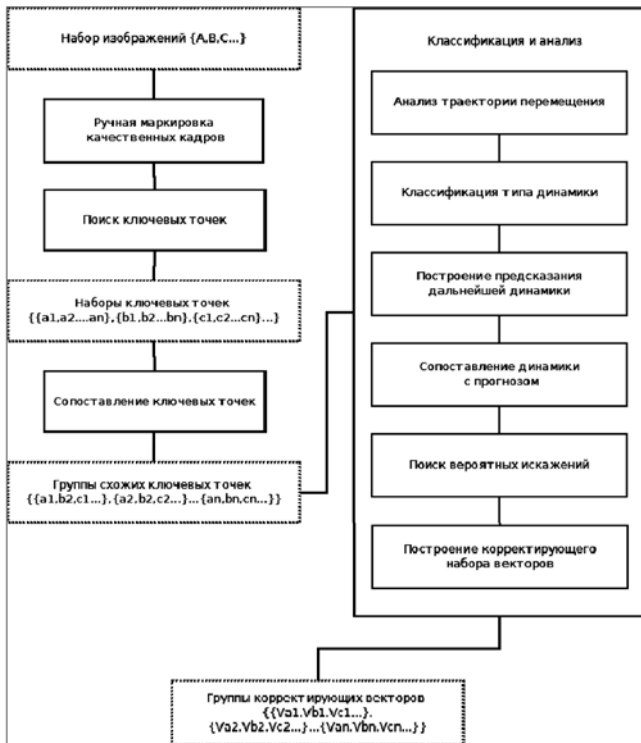 Набор изображений {A,B,C...}
Ручная маркировка
качественных кадров
Поиск ключевых точек
Наборы ключевых точек
{{a1,a2....an},{b1,b2...bn},{c1,c2...cn}...}
Сопоставление ключевых точек
Группы схожих ключевых точек
{{a1,b2,c1...},{a2,b2,c2...}...{an,bn,cn...}}
Классификация и анализ
Анализ траектории перемещения
Классификация типа динамики
Построение предсказания
дальнейшей динамики
Сопоставление динамики
с прогнозом
Поиск вероятных искажений
Построение корректирующего
набора векторов
Группы корректирующих векторов
{{Va1.Vb1.Vc1...}.
{Va2.Vb2.Vc2...}...{Van.Vbn.Vcn...}}